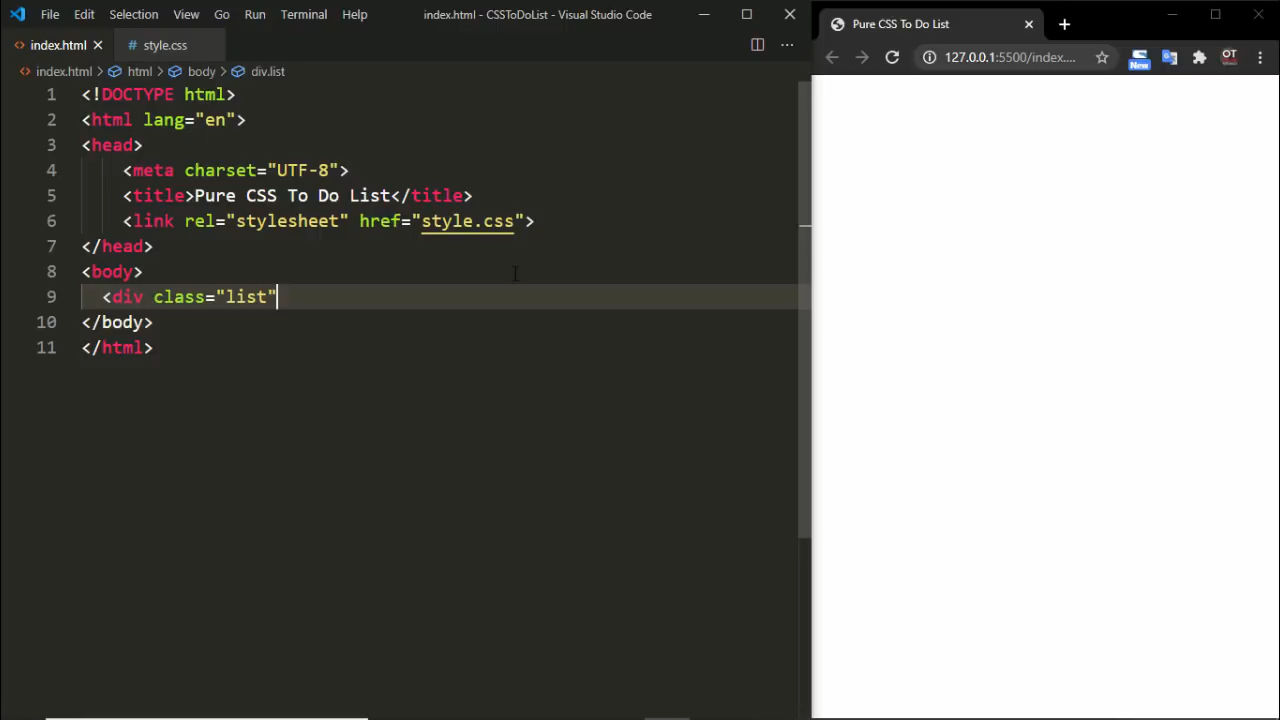 File Edit Selection View Go Run Terminal Help index.html - CSSToDoList - Visual Studio Code
Pure CSS To Do List
index.html style.css
127.0.0.1:5500/index....
New
OT
index.html > html > body > div.list
1 <!DOCTYPE html>
2 <html lang="en">
3 <head>
4 <meta charset="UTF-8">
5 <title>Pure CSS To Do List</title>
6 <link rel="stylesheet" href="style.css">
7 </head>
8 <body>
9 <div class="list"
10 </body>
11 </html>